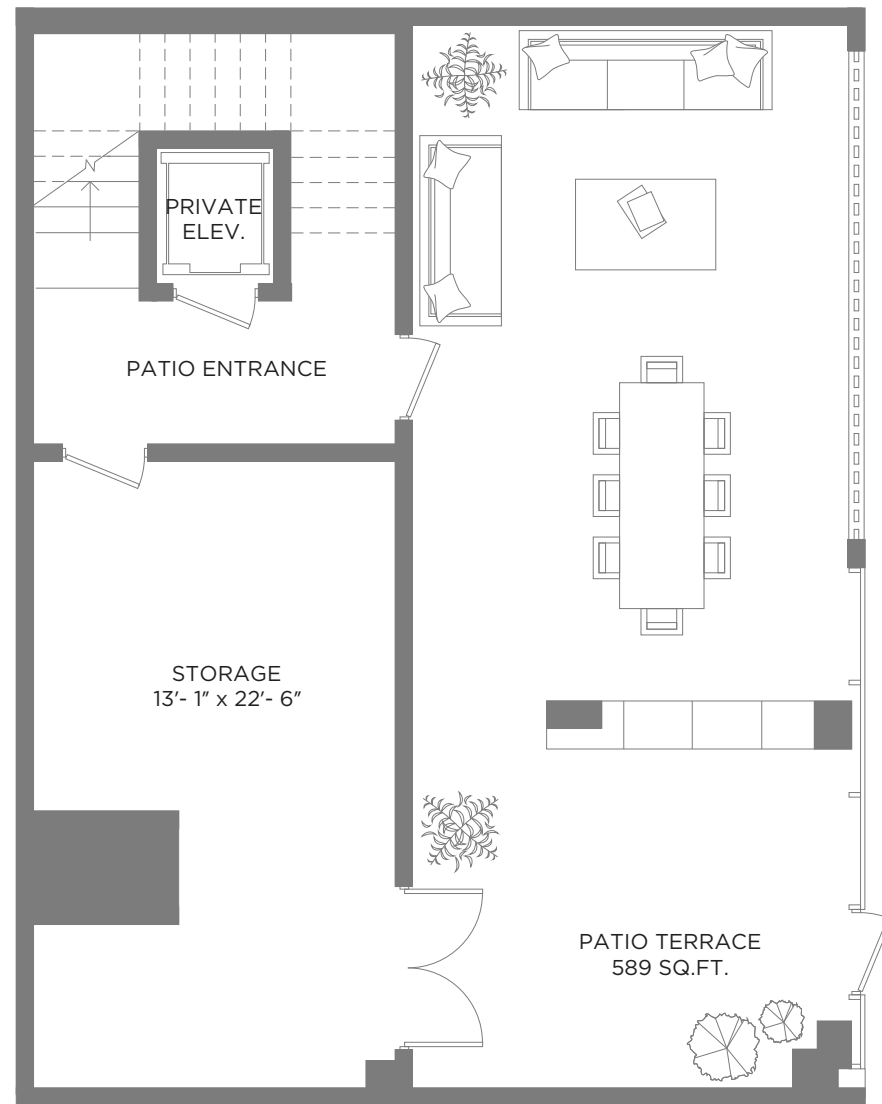 PRIVATE
ELEV.
PATIO ENTRANCE
STORAGE
13'- 1" x 22'- 6"
PATIO TERRACE
589 SQ.FT.